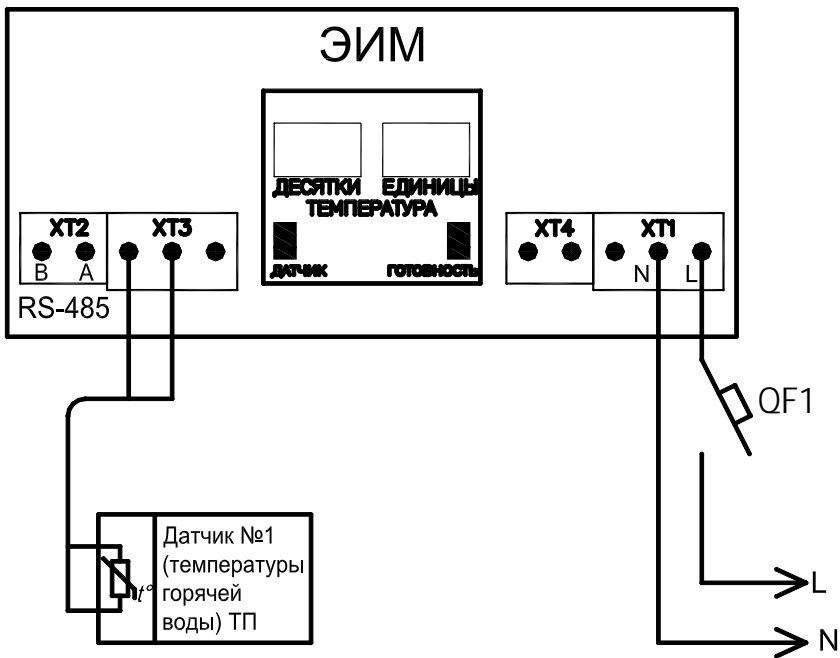 ЭИМ
ДЕСЯТКИ ЕДИНИЦЫ
ТЕМПЕРАТУРА
ДАТЧИК ГОТОВНОСТЬ
XT2 XT3 XT4 XT1
B A N L
RS-485
QF1
Датчик №1
(температуры
t° горячей
воды) ТП
L
N